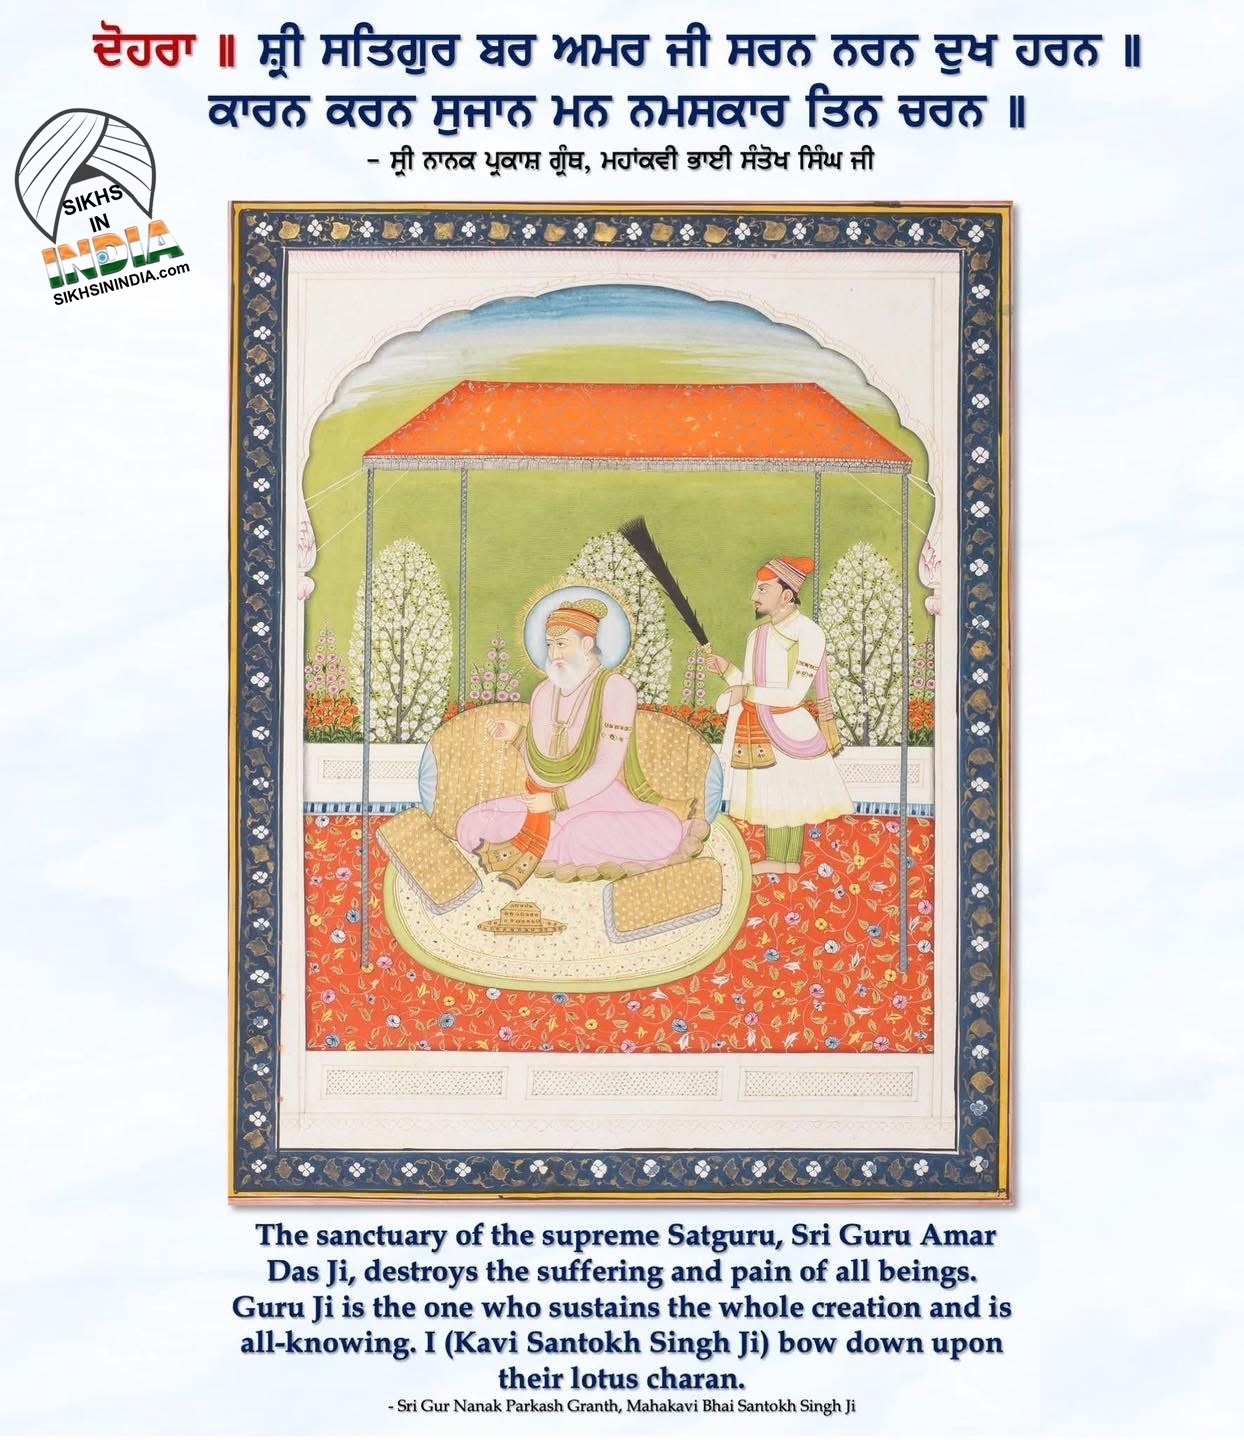 ਦੋਹਰਾ ॥ ਸ਼੍ਰੀ ਸਤਿਗੁਰ ਬਰ ਅਮਰ ਜੀ ਸਰਨ ਨਰਨ ਦੁਖ ਹਰਨ ॥
ਕਾਰਨ ਕਰਨ ਸੁਜਾਨ ਮਨ ਨਮਸਕਾਰ ਤਿਨ ਚਰਨ ॥
– ਸ੍ਰੀ ਨਾਨਕ ਪ੍ਰਕਾਸ਼ ਗ੍ਰੰਥ, ਮਹਾਂਕਵੀ ਭਾਈ ਸੰਤੋਖ ਸਿੰਘ ਜੀ
SIKHS
IN
INDIA
SIKHSININDIA.com
The sanctuary of the supreme Satguru, Sri Guru Amar
Das Ji, destroys the suffering and pain of all beings.
Guru Ji is the one who sustains the whole creation and is
all-knowing. I (Kavi Santokh Singh Ji) bow down upon
their lotus charan.
- Sri Gur Nanak Parkash Granth, Mahakavi Bhai Santokh Singh Ji